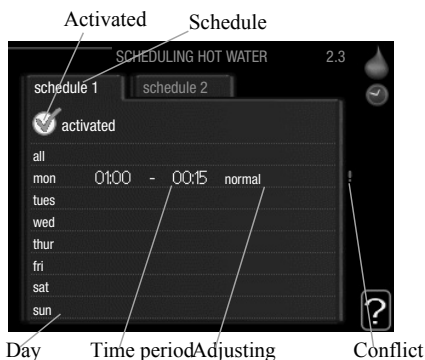 Activated Schedule
SCHEDULING HOT WATER 2.3
schedule 1 schedule 2
activated
all
mon 01:00 - 00:15 normal !
tues
wed
thur
fri
sat
sun
?
Day Time period Adjusting Conflict